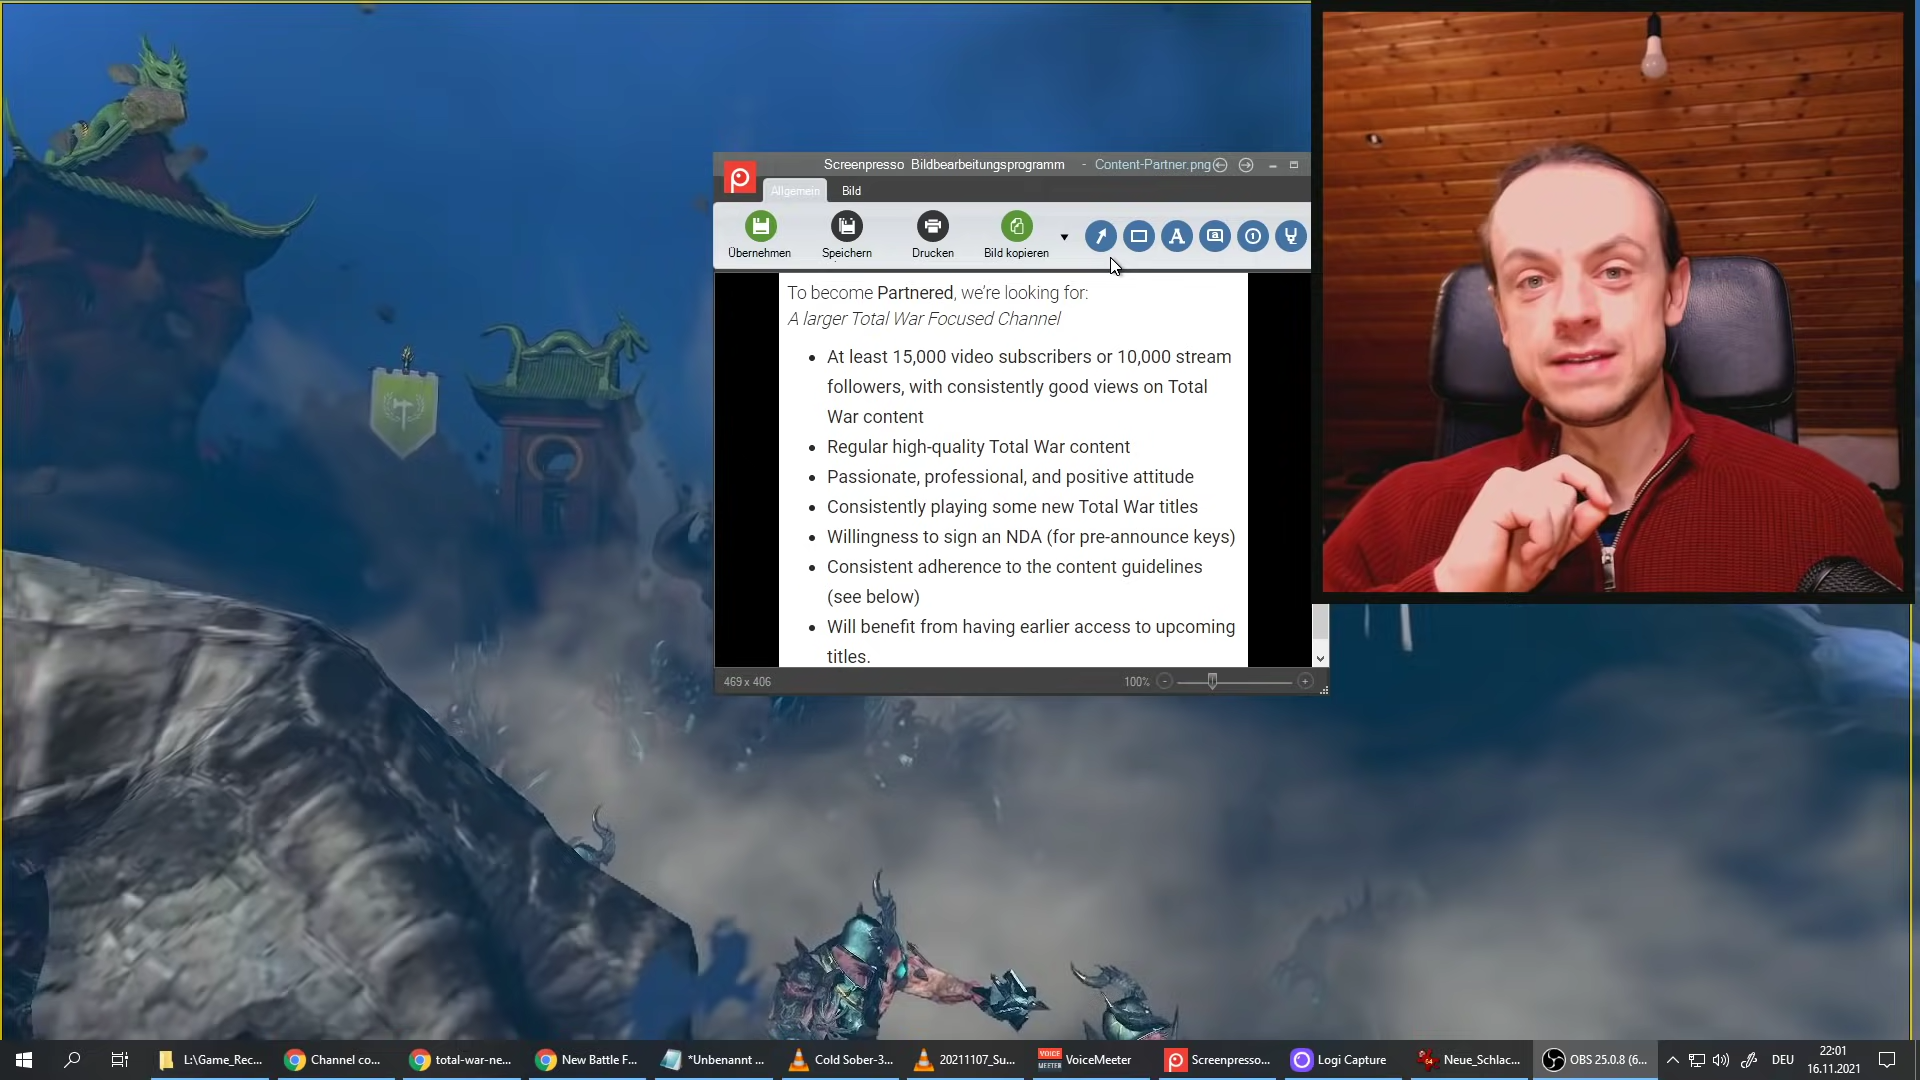 Screenpresso Bildbearbeitungsprogramm - Content-Partner.png
Allgemein Bild
Übernehmen Speichern Drucken Bild kopieren
To become Partnered, we’re looking for:
A larger Total War Focused Channel
• At least 15,000 video subscribers or 10,000 stream
followers, with consistently good views on Total
War content
• Regular high-quality Total War content
• Passionate, professional, and positive attitude
• Consistently playing some new Total War titles
• Willingness to sign an NDA (for pre-announce keys)
• Consistent adherence to the content guidelines
(see below)
• Will benefit from having earlier access to upcoming
titles.
469 x 406 100%
L:\Game_Rec... Channel co... total-war-ne... New Battle F... *Unbenannt ... Cold Sober-3... 20211107_Su... VOICE MEETER VoiceMeeter Screenpresso... Logi Capture Neue_Schlac... OBS 25.0.8 (6... DEU 22:01
16.11.2021